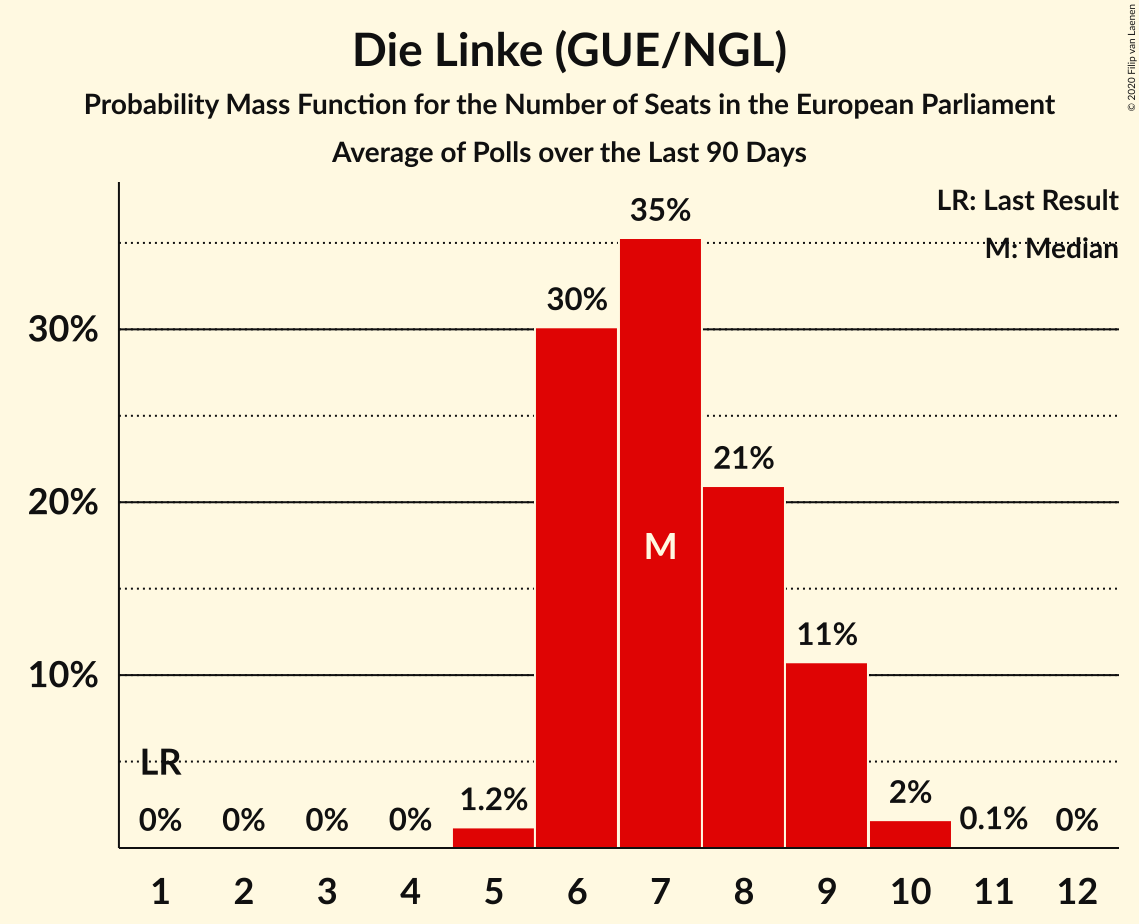 Die Linke (GUE/NGL)
Probability Mass Function for the Number of Seats in the European Parliament
Average of Polls over the Last 90 Days
© 2020 Filip van Laenen
LR: Last Result
M: Median
35%
30%
21%
11%
1.2%
2%
0.1%
0%
0%
0%
0%
0%
LR
M
30%
20%
10%
1 2 3 4 5 6 7 8 9 10 11 12